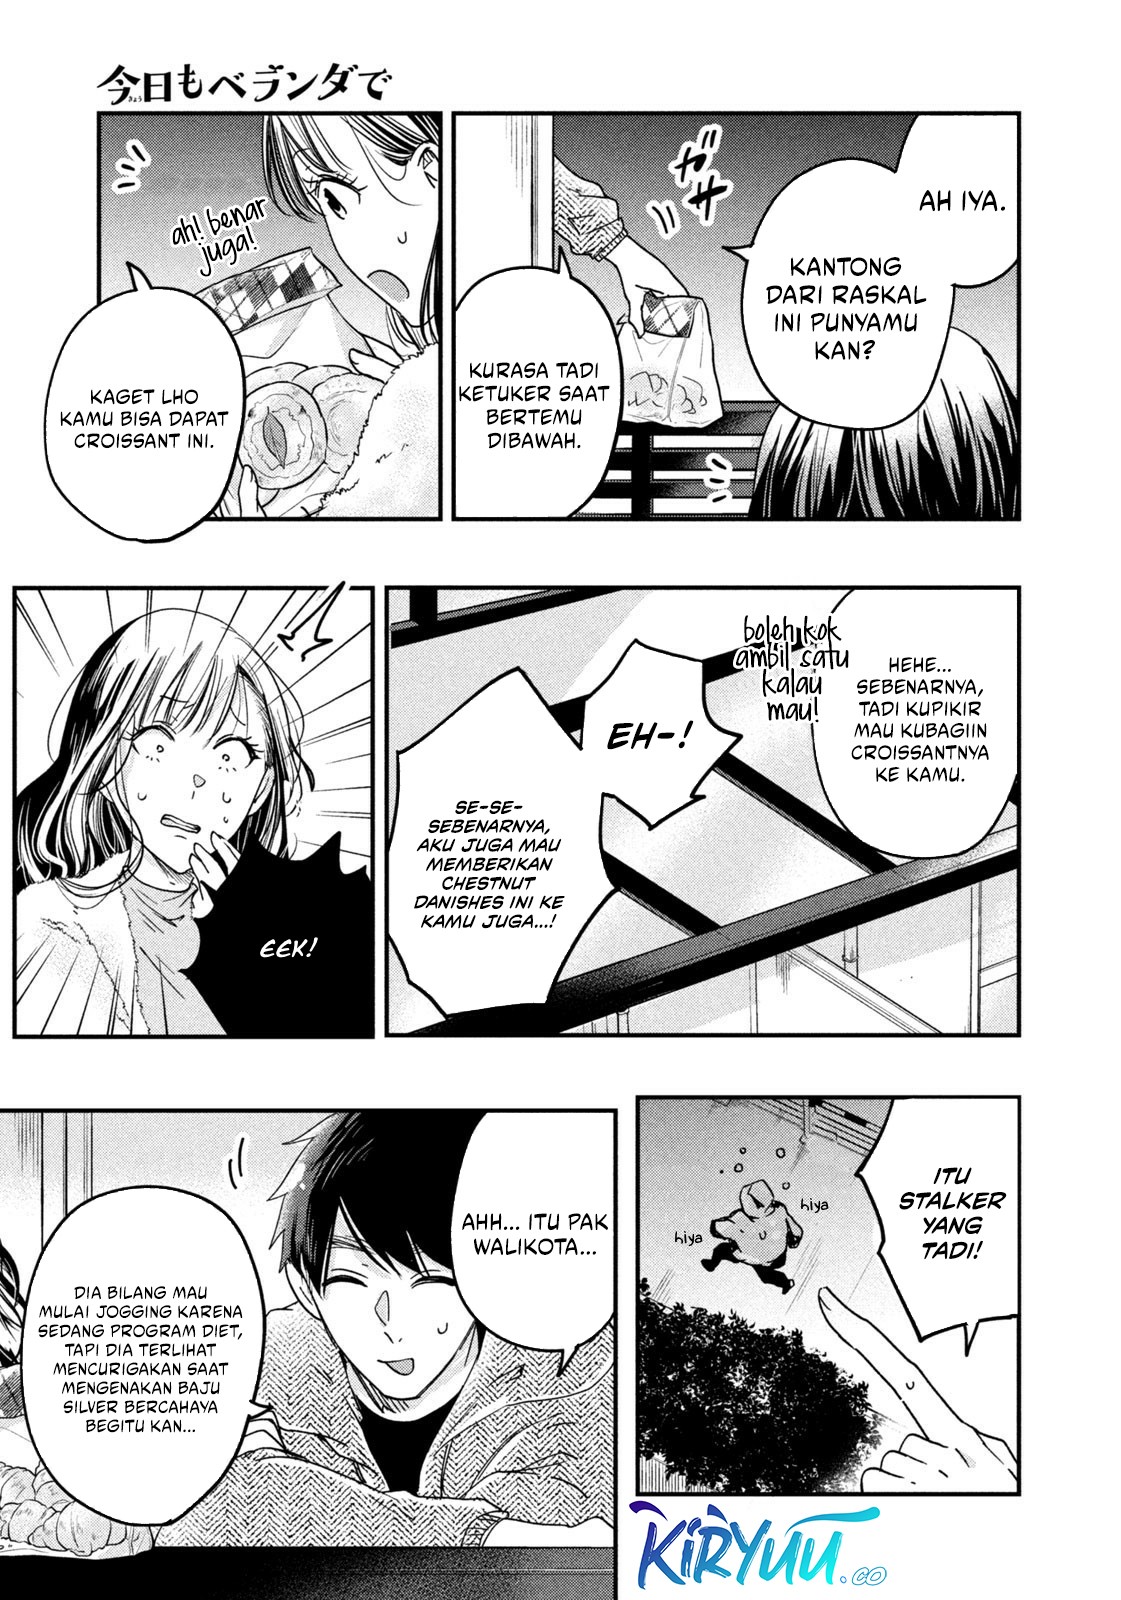 今日もベランダで
きょう
AH IYA.
KANTONG
DARI RASKAL
INI PUNYAMU
KAN?
ガサ
KURASA TADI
KETUKER SAAT
BERTEMU
DIBAWAH.
ah! benar
juga!
KAGET LHO
KAMU BISA DAPAT
CROISSANT INI.
HEHE...
SEBENARNYA,
TADI KUPIKIR
MAU KUBAGIIN
CROISSANTNYA
KE KAMU.
boleh kok
ambil satu
kalau
mau!
EH-!
SE-SE-
SEBENARNYA,
AKU JUGA MAU
MEMBERIKAN
CHESTNUT
DANISHES INI KE
KAMU JUGA...!
EEK!
ITU
STALKER
YANG
TADI!
hiya
hiya
AHH... ITU PAK
WALIKOTA...
DIA BILANG MAU
MULAI JOGGING KARENA
SEDANG PROGRAM DIET,
TAPI DIA TERLIHAT
MENCURIGAKAN SAAT
MENGENAKAN BAJU
SILVER BERCAHAYA
BEGITU KAN...
KIRYUU.CO